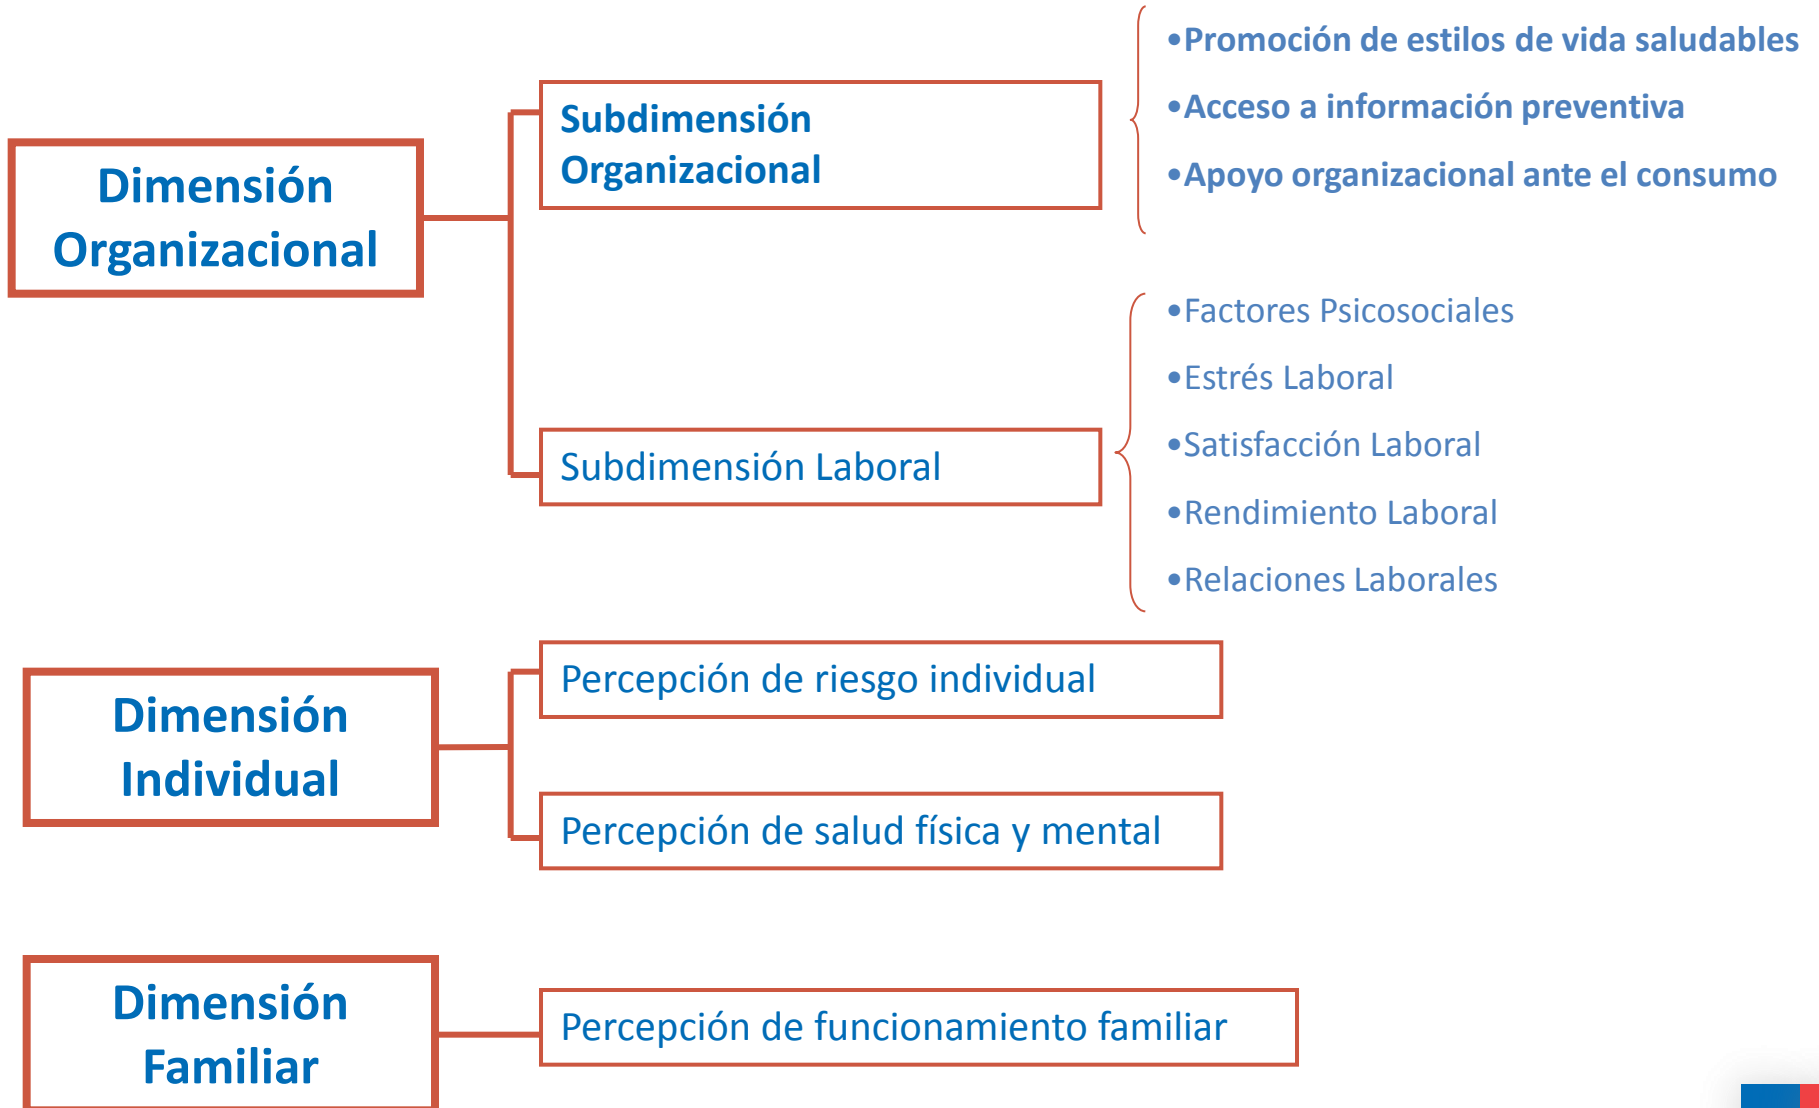 Dimensión
Organizacional
Subdimensión
Organizacional
•Promoción de estilos de vida saludables
•Acceso a información preventiva
•Apoyo organizacional ante el consumo
Subdimensión Laboral
•Factores Psicosociales
•Estrés Laboral
•Satisfacción Laboral
•Rendimiento Laboral
•Relaciones Laborales
Dimensión
Individual
Percepción de riesgo individual
Percepción de salud física y mental
Dimensión
Familiar
Percepción de funcionamiento familiar